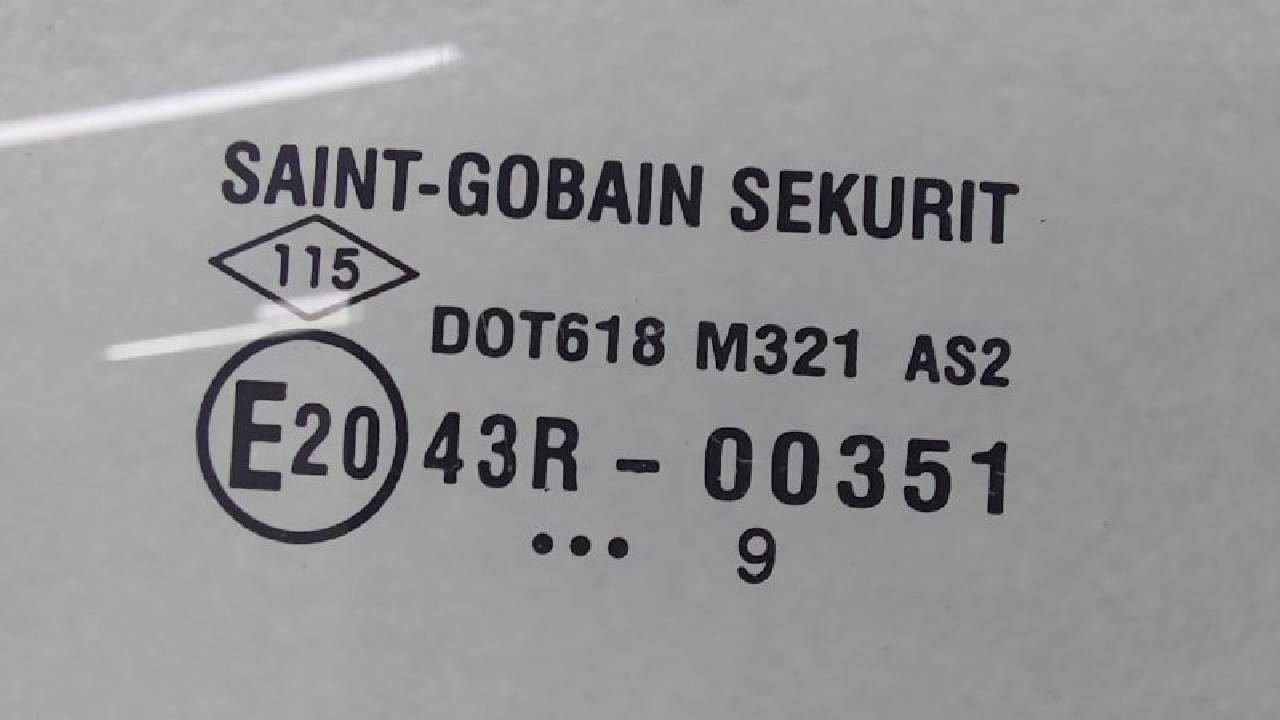 SAINT-GOBAIN SEKURIT
115
DOT618 M321 AS2
E20 43R - 00351
••• 9